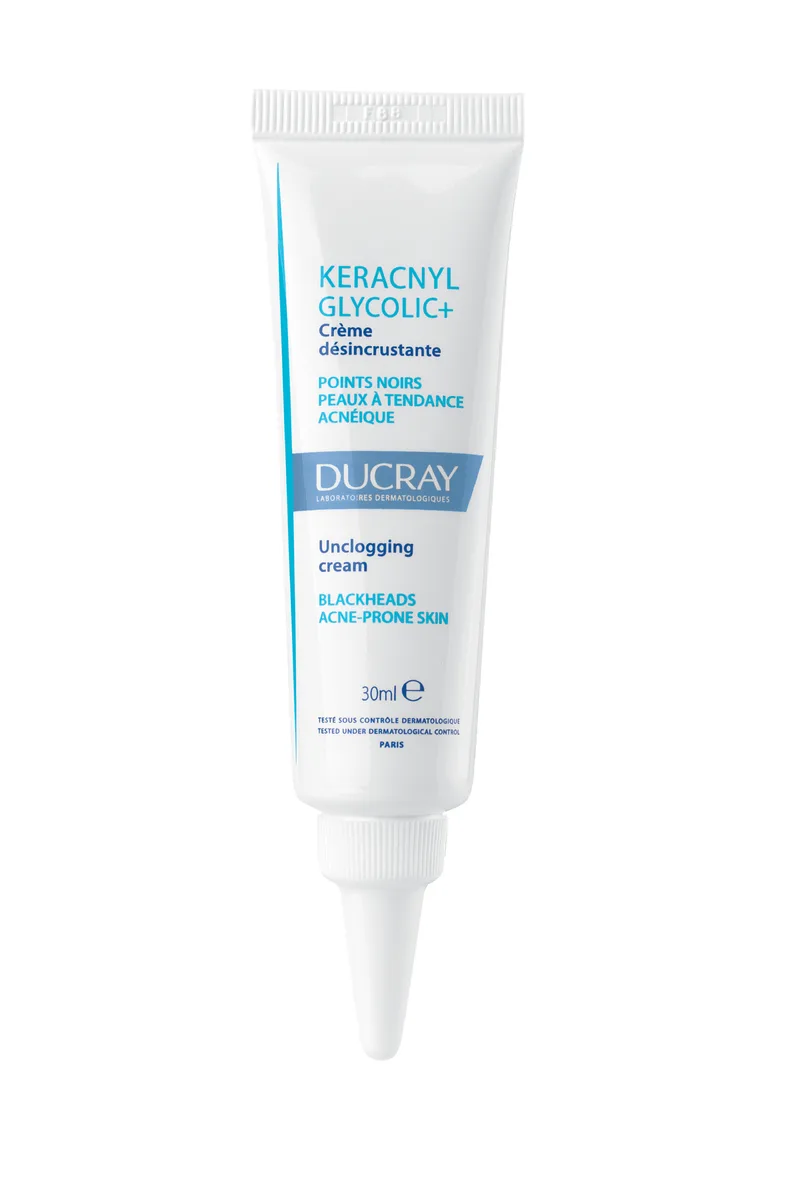 KERACNYL
GLYCOLIC+
Crème
désincrustante
POINTS NOIRS
PEAUX À TENDANCE
ACNÉIQUE
DUCRAY
LABORATOIRES DERMATOLOGIQUES
Unclogging
cream
BLACKHEADS
ACNE-PRONE SKIN
30ml e
TESTÉ SOUS CONTRÔLE DERMATOLOGIQUE
TESTED UNDER DERMATOLOGICAL CONTROL
PARIS